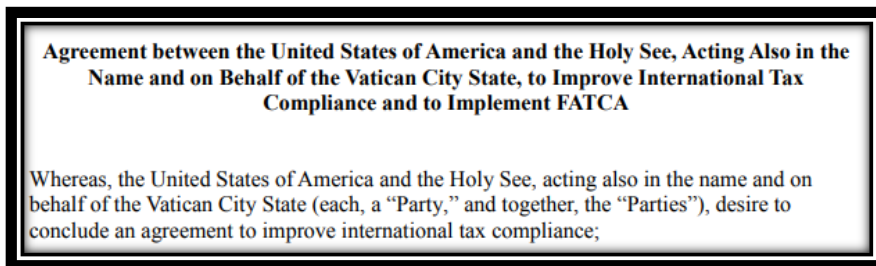 Agreement between the United States of America and the Holy See, Acting Also in the
Name and on Behalf of the Vatican City State, to Improve International Tax
Compliance and to Implement FATCA
Whereas, the United States of America and the Holy See, acting also in the name and on
behalf of the Vatican City State (each, a “Party,” and together, the “Parties”), desire to
conclude an agreement to improve international tax compliance;